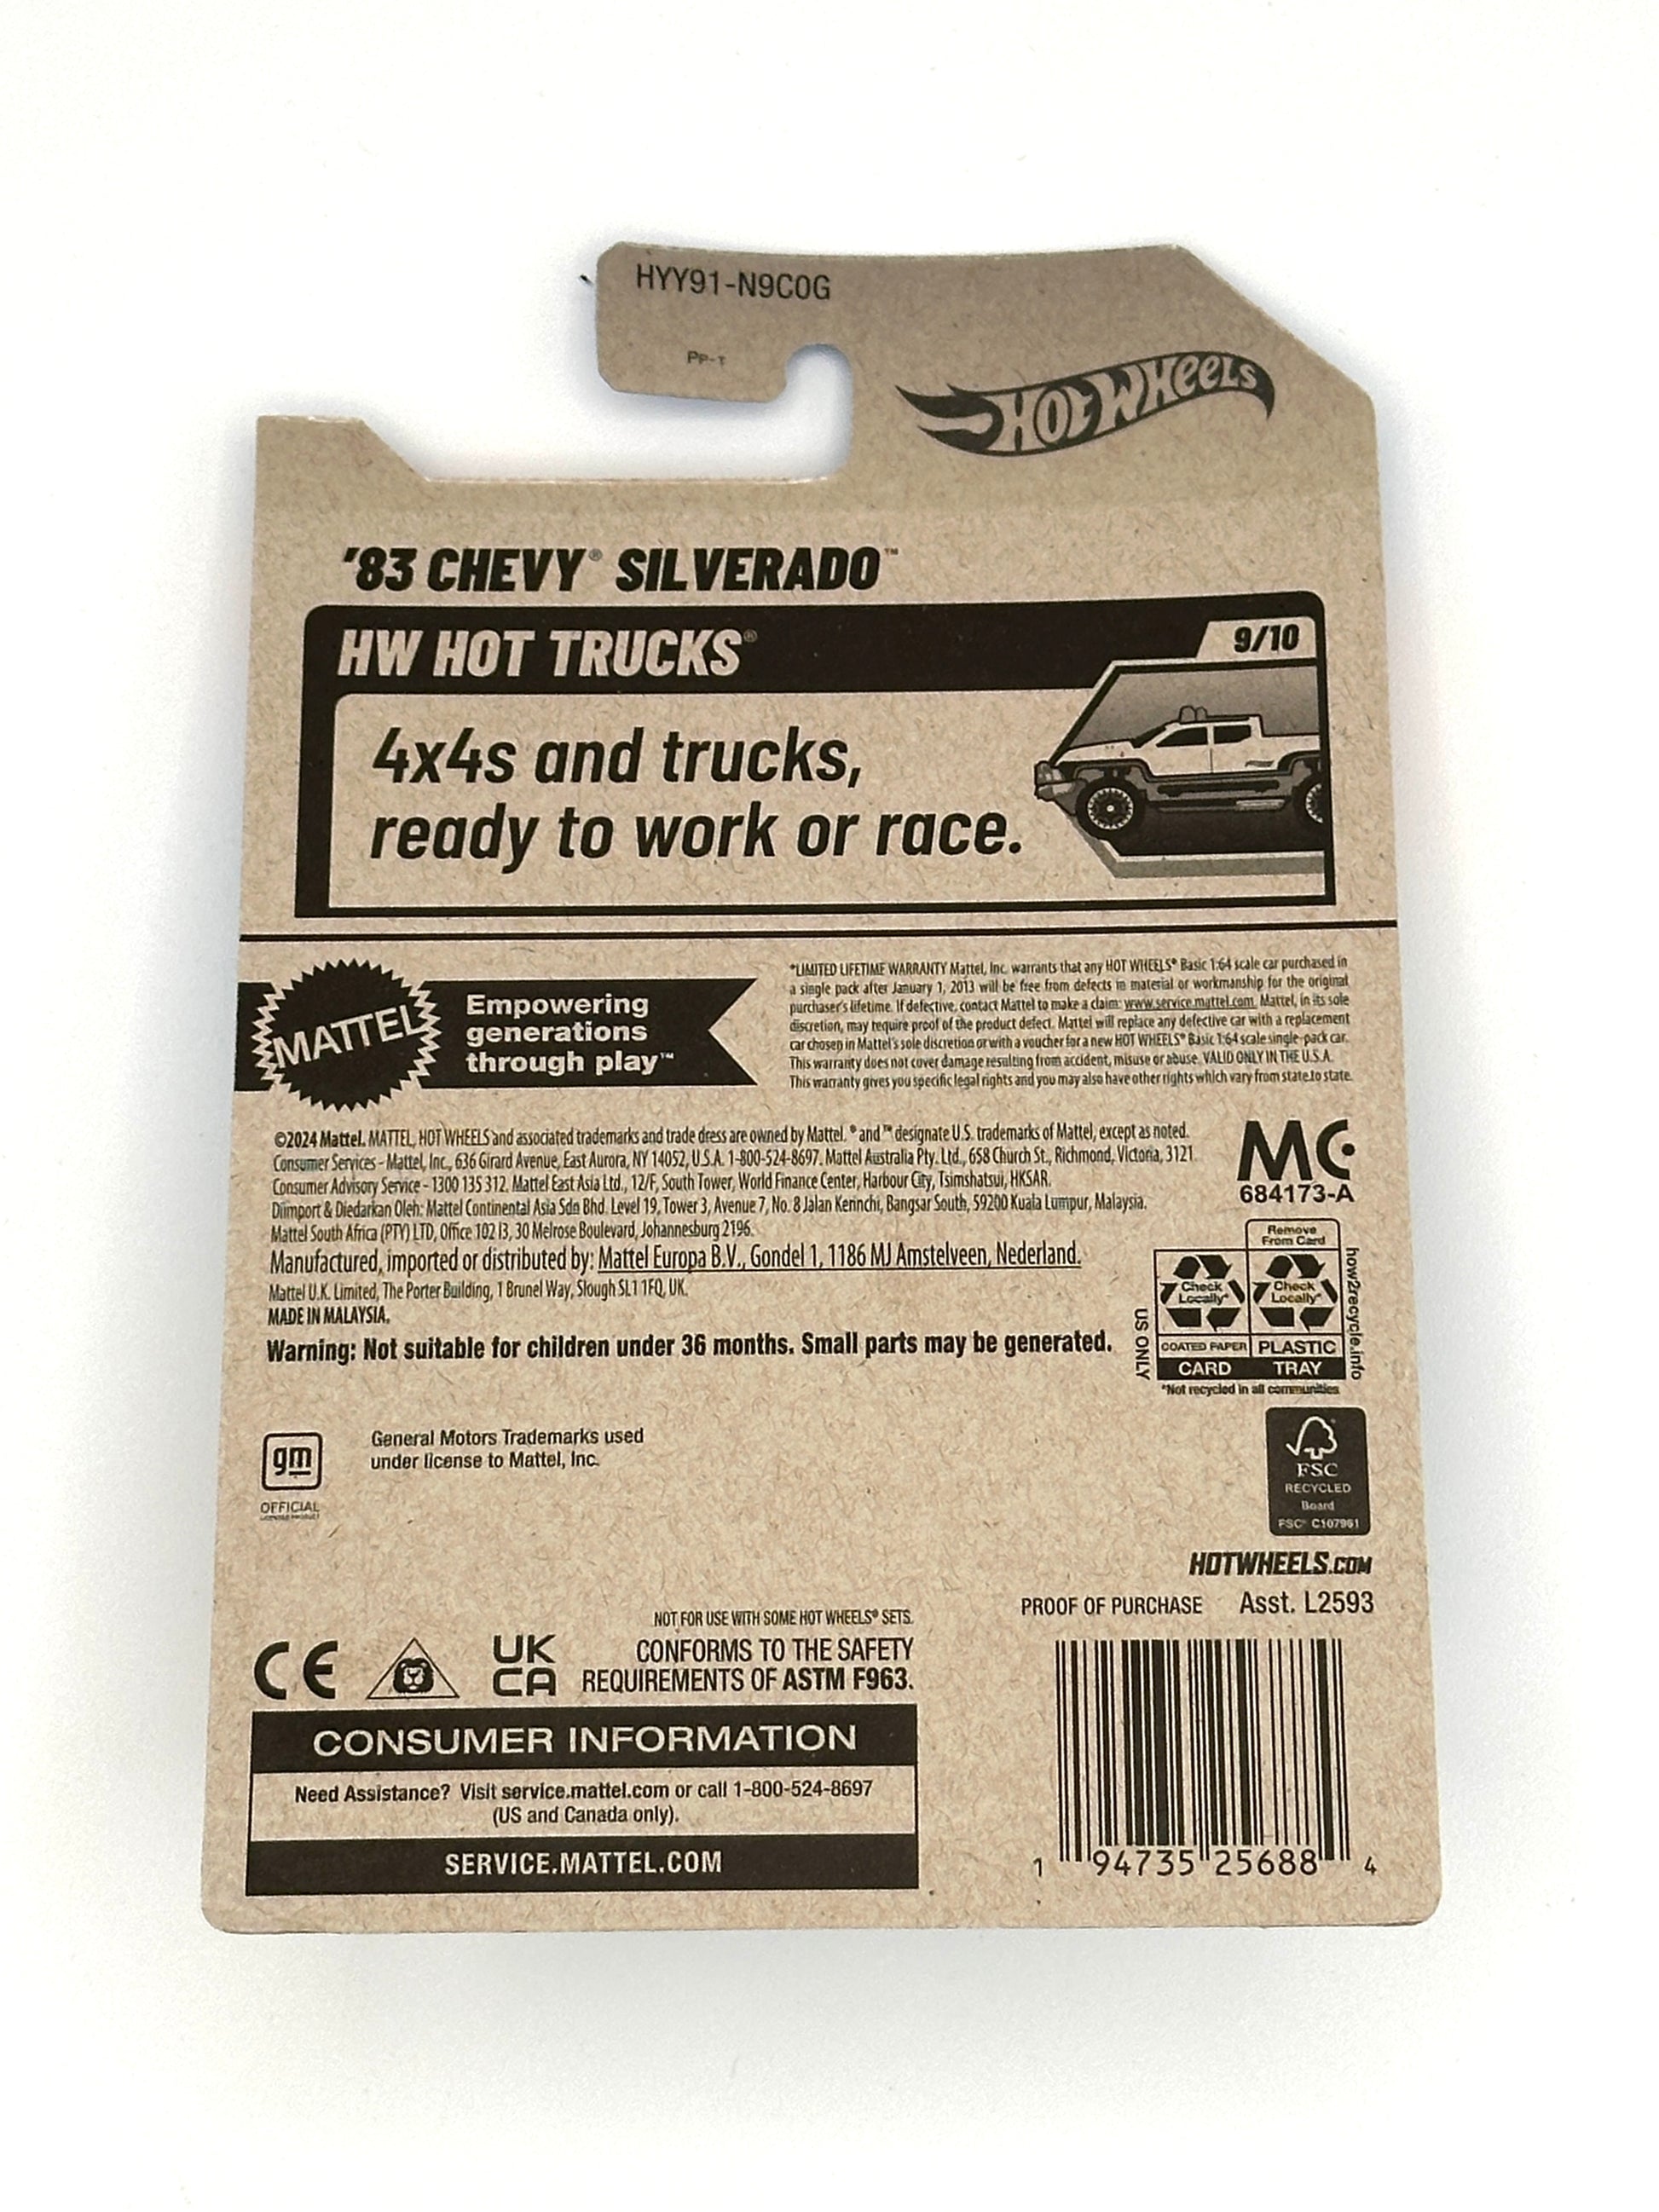 HYY91-N9C0G
PP-T
HOT WHEELS
'83 CHEVY® SILVERADO™
HW HOT TRUCKS®
9/10
4x4s and trucks,
ready to work or race.
MATTEL
Empowering
generations
through play™
*LIMITED LIFETIME WARRANTY Mattel, Inc. warrants that any HOT WHEELS® Basic 1:64 scale car purchased in
a single pack after January 1, 2013 will be free from defects in material or workmanship for the original
purchaser's lifetime. If defective, contact Mattel to make a claim: www.service.mattel.com. Mattel, in its sole
discretion, may require proof of the product defect. Mattel will replace any defective car with a replacement
car chosen in Mattel's sole discretion or with a voucher for a new HOT WHEELS® Basic 1:64 scale single-pack car.
This warranty does not cover damage resulting from accident, misuse or abuse. VALID ONLY IN THE U.S.A.
This warranty gives you specific legal rights and you may also have other rights which vary from state to state.
©2024 Mattel. MATTEL, HOT WHEELS and associated trademarks and trade dress are owned by Mattel. ® and ™ designate U.S. trademarks of Mattel, except as noted.
Consumer Services - Mattel, Inc., 636 Girard Avenue, East Aurora, NY 14052, U.S.A. 1-800-524-8697. Mattel Australia Pty. Ltd., 658 Church St., Richmond, Victoria, 3121.
Consumer Advisory Service - 1300 135 312. Mattel East Asia Ltd., 12/F, South Tower, World Finance Center, Harbour City, Tsimshatsui, HKSAR.
Diimport & Diedarkan Oleh: Mattel Continental Asia Sdn Bhd. Level 19, Tower 3, Avenue 7, No. 8 Jalan Kerinchi, Bangsar South, 59200 Kuala Lumpur, Malaysia.
Mattel South Africa (PTY) LTD, Office 102 I3, 30 Melrose Boulevard, Johannesburg 2196.
Manufactured, imported or distributed by: Mattel Europa B.V., Gondel 1, 1186 MJ Amstelveen, Nederland.
Mattel U.K. Limited, The Porter Building, 1 Brunel Way, Slough SL1 1FQ, UK.
MADE IN MALAYSIA.
Warning: Not suitable for children under 36 months. Small parts may be generated.
MC
684173-A
Remove
From Card
Check
Locally*
Check
Locally*
US ONLY
how2recycle.info
COATED PAPER
PLASTIC
CARD
TRAY
*Not recycled in all communities
gm
OFFICIAL
LICENSED PRODUCT
General Motors Trademarks used
under license to Mattel, Inc.
FSC
RECYCLED
Board
FSC® C107961
HOTWHEELS.COM
PROOF OF PURCHASE Asst. L2593
NOT FOR USE WITH SOME HOT WHEELS® SETS.
CE
UK
CA
CONFORMS TO THE SAFETY
REQUIREMENTS OF ASTM F963.
CONSUMER INFORMATION
Need Assistance? Visit service.mattel.com or call 1-800-524-8697
(US and Canada only).
SERVICE.MATTEL.COM
1 94735 25688 4